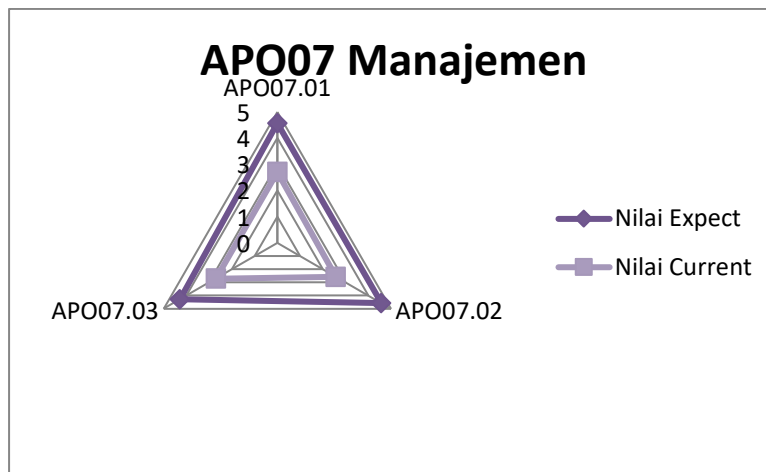 APO07 Manajemen
APO07.01
5
4
3
2
1
0
APO07.03
APO07.02
Nilai Expect
Nilai Current